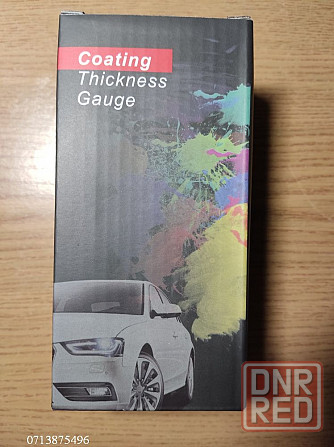 Coating
Thickness
Gauge
DNR
RED
0713875496